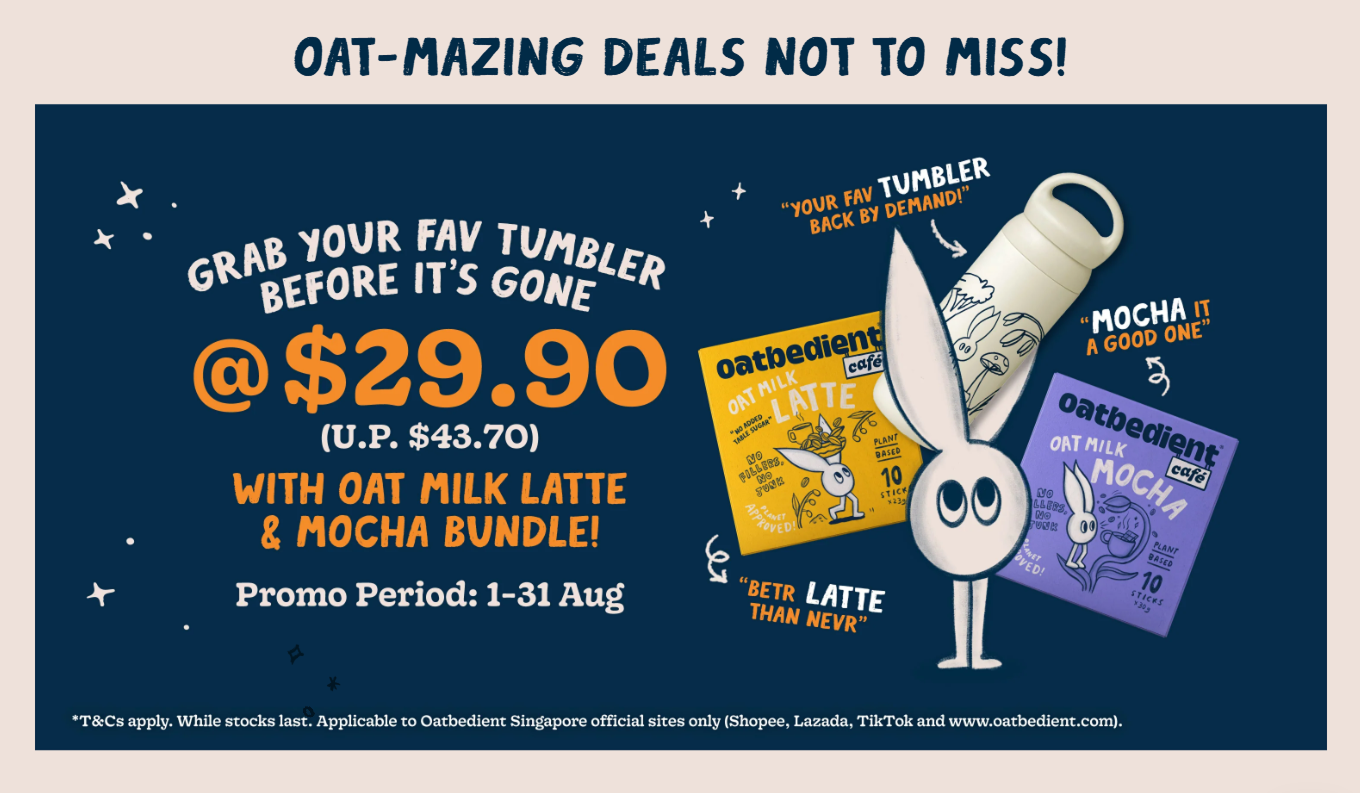 OAT-MAZING DEALS NOT TO MISS!
GRAB YOUR FAV TUMBLER
BEFORE IT'S GONE
@$29.90
(U.P. $43.70)
WITH OAT MILK LATTE
& MOCHA BUNDLE!
Promo Period: 1-31 Aug
"YOUR FAV TUMBLER
BACK BY DEMAND!"
"MOCHA IT
A GOOD ONE"
oatbedient
café
OAT MILK
LATTE
"NO ADDED
TABLE SUGAR"
NO
FILLERS,
NO
JUNK
PLANT
BASED
10
STICKS
x23g
PLANET
APPROVED!
oatbedient
café
OAT MILK
MOCHA
NO
NO
JUNK
PLANT
BASED
10
STICKS
"BETR LATTE
THAN NEVR"
*T&Cs apply. While stocks last. Applicable to Oatbedient Singapore official sites only (Shopee, Lazada, TikTok and www.oatbedient.com).